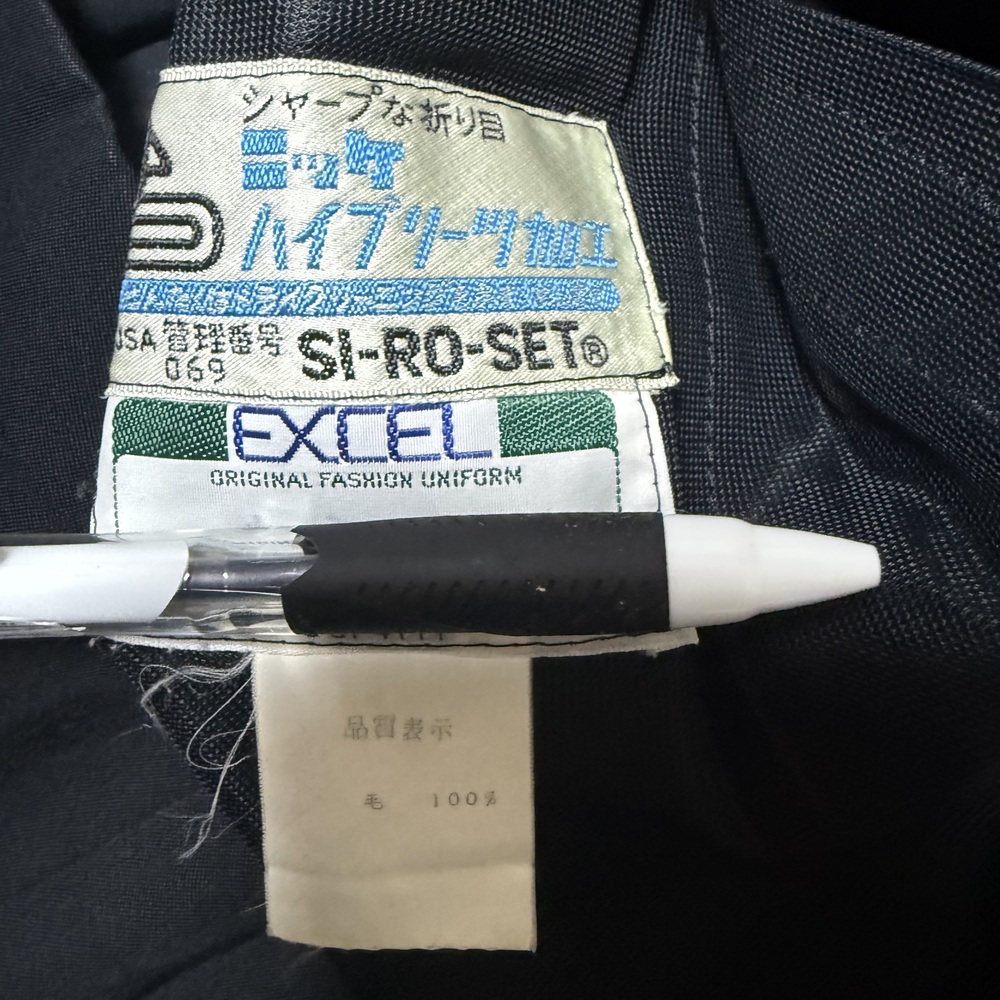 シャープな折り目
ニッケ
ハイプリーツ加工
USA 管理番号
069
SI-RO-SET®
EXCEL
ORIGINAL FASHION UNIFORM
品質表示
毛 100%